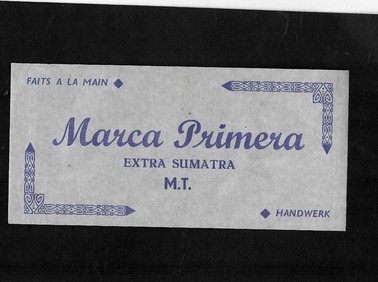 FAITS A LA MAIN ◆
Marca Primera
EXTRA SUMATRA
M.T.
◆ HANDWERK